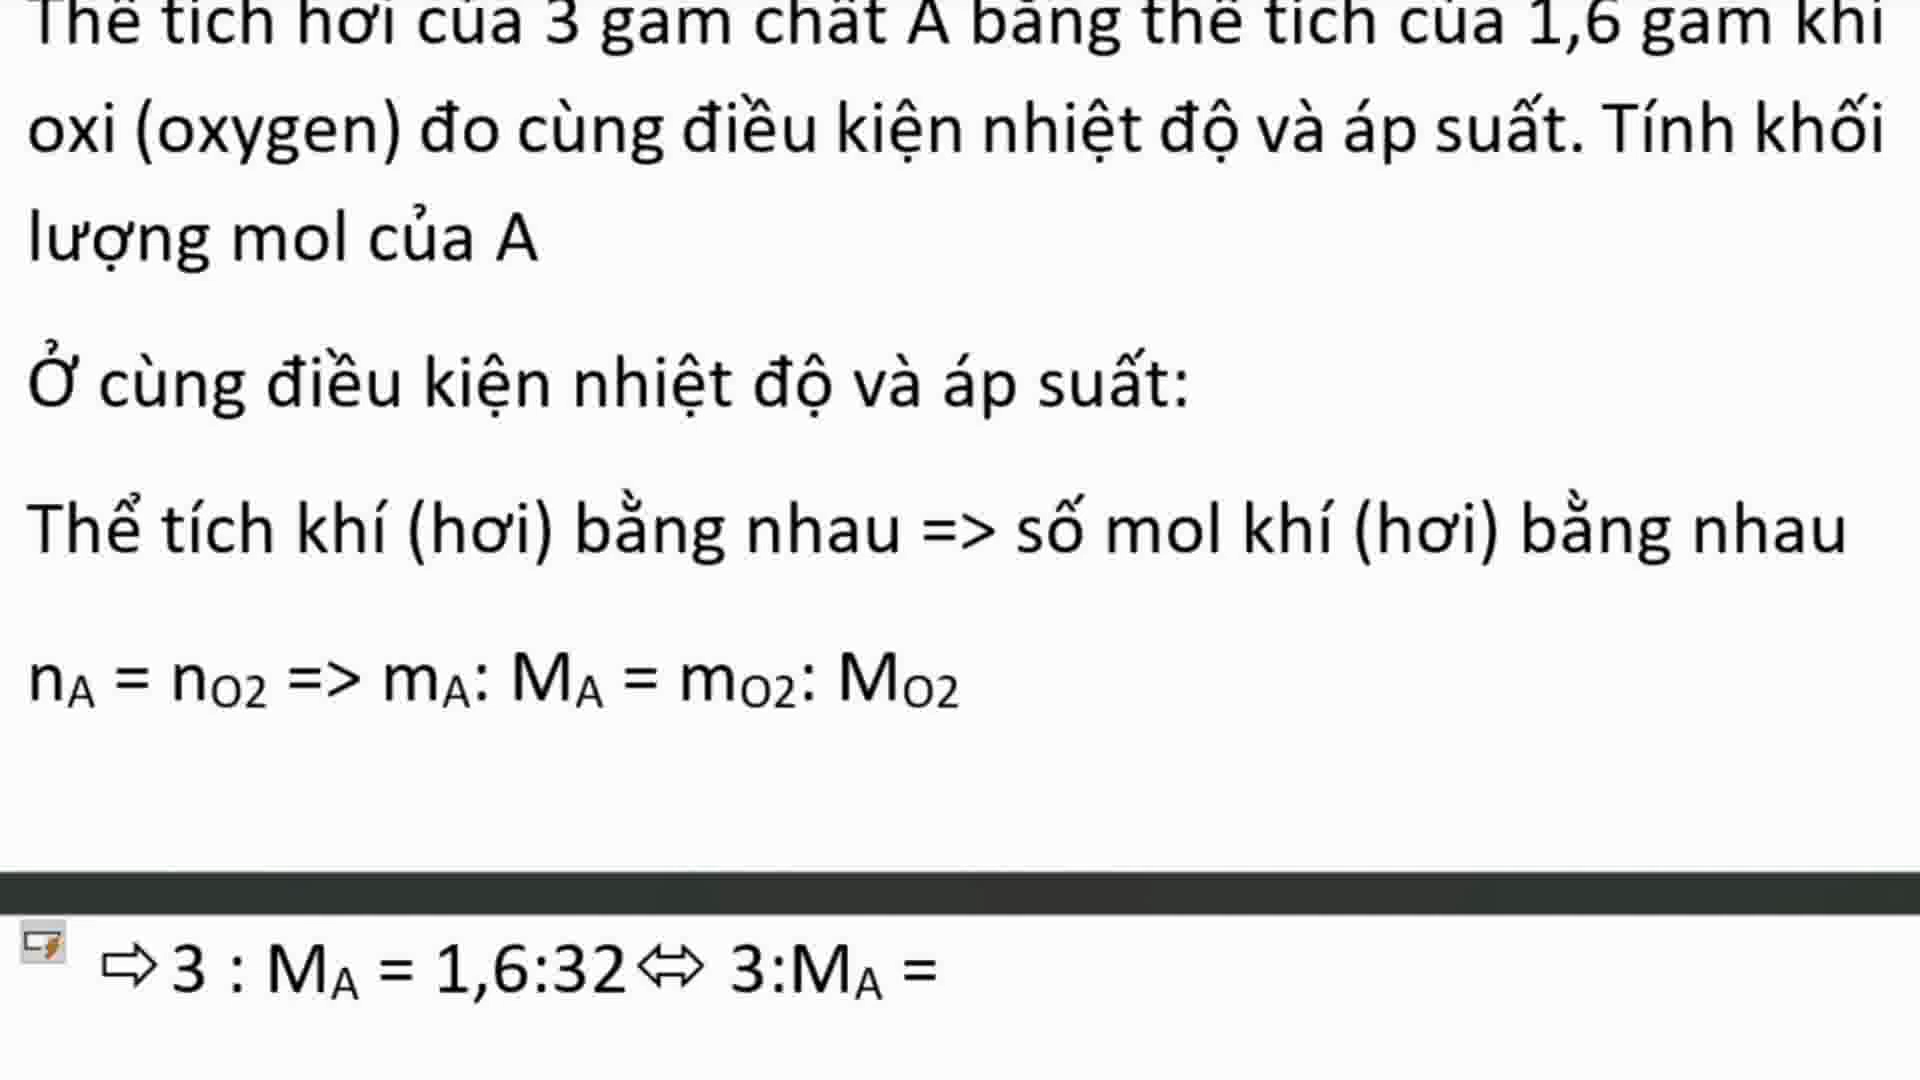 Thể tích hơi của 3 gam chất A bằng thể tích của 1,6 gam khí
oxi (oxygen) đo cùng điều kiện nhiệt độ và áp suất. Tính khối
lượng mol của A
Ở cùng điều kiện nhiệt độ và áp suất:
Thể tích khí (hơi) bằng nhau => số mol khí (hơi) bằng nhau
nA = nO2 => mA: MA = mO2: MO2
⇨3 : MA = 1,6:32⬄ 3:MA =